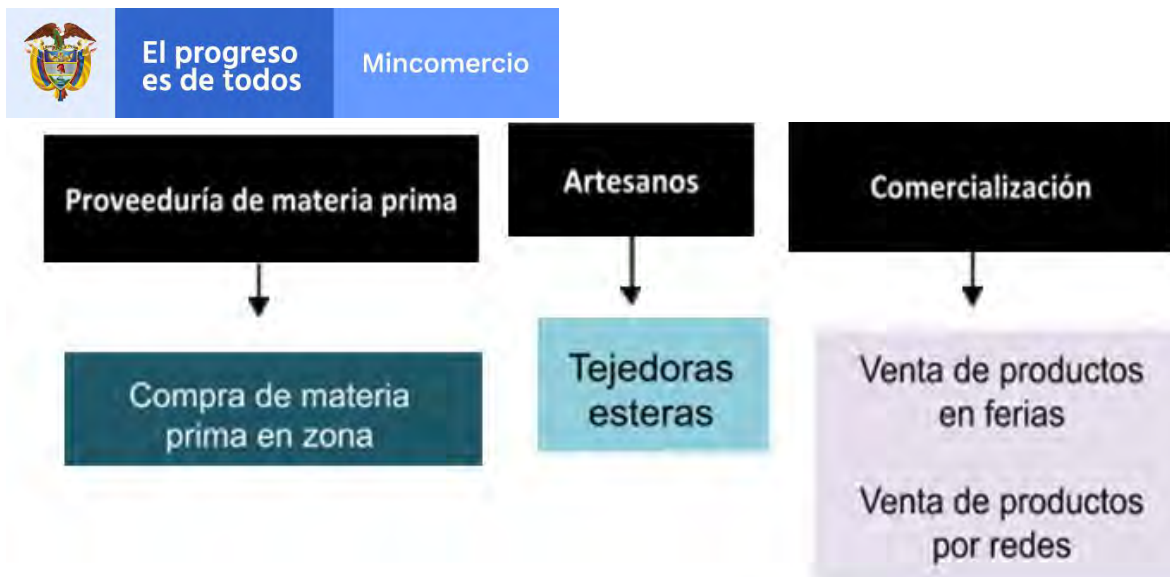 El progreso
es de todos
Mincomercio
Proveeduría de materia prima
Artesanos
Comercialización
Compra de materia
prima en zona
Tejedoras
esteras
Venta de productos
en ferias
Venta de productos
por redes